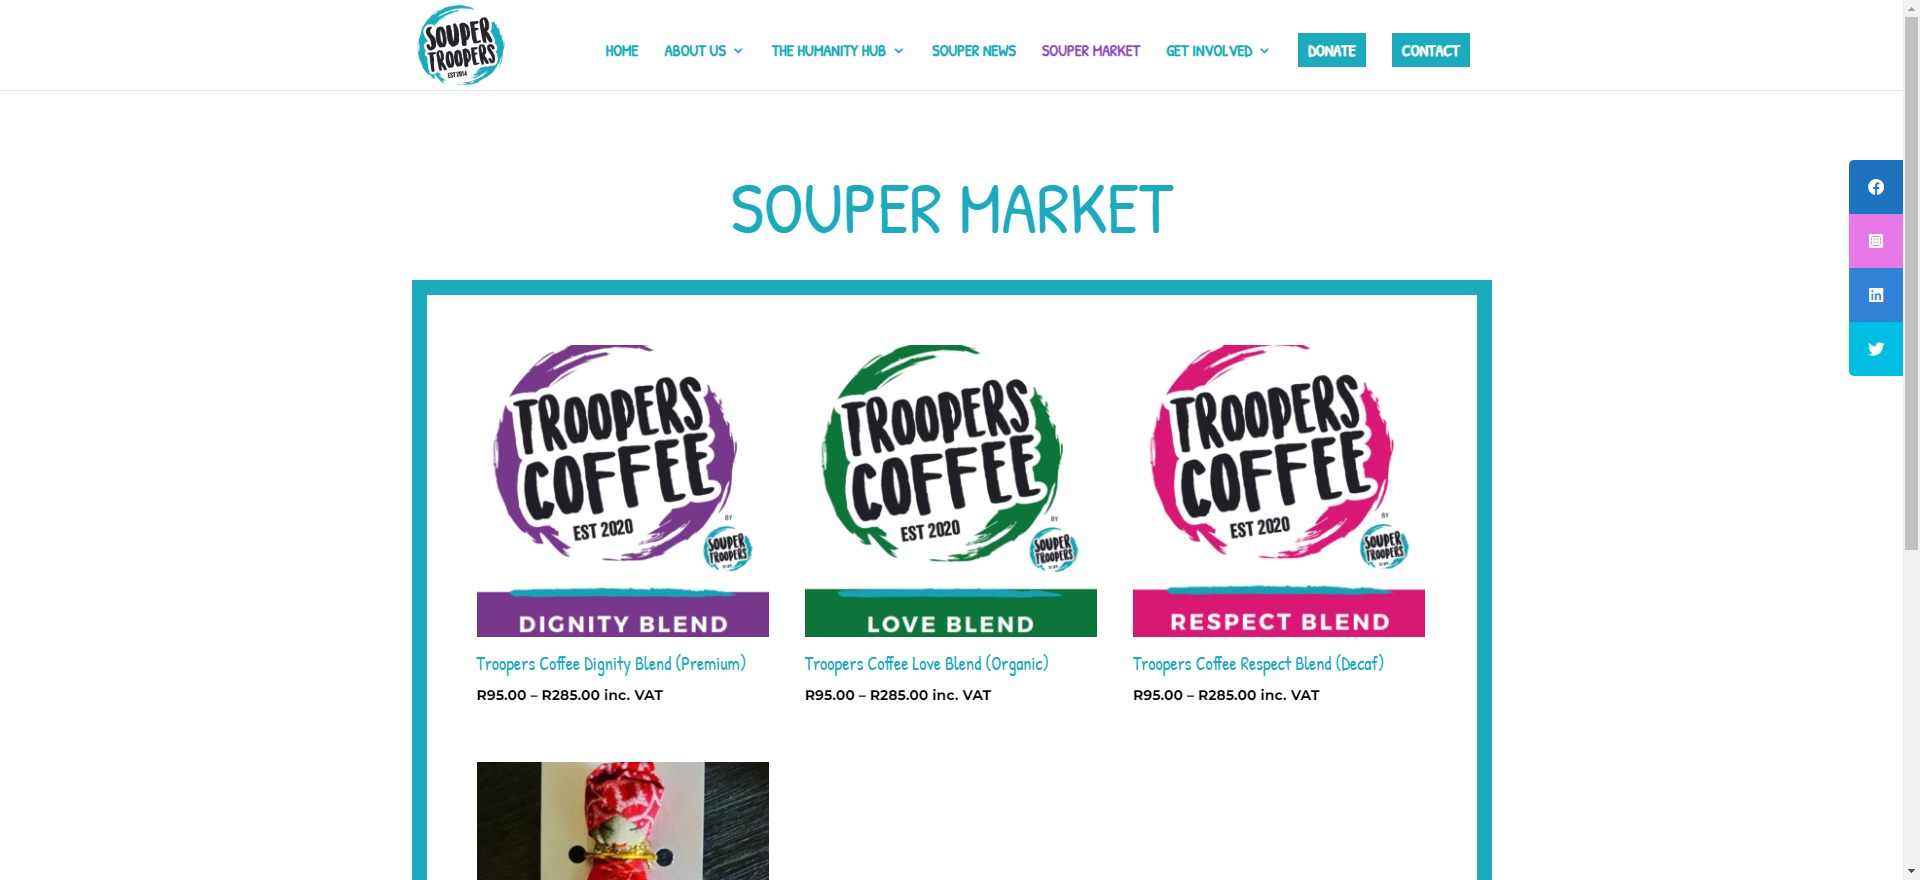 SOUPER
TROOPERS
EST 2014
HOME
ABOUT US
THE HUMANITY HUB
SOUPER NEWS
SOUPER MARKET
GET INVOLVED
DONATE
CONTACT
SOUPER MARKET
TROOPERS
COFFEE
EST 2020
BY
SOUPER
TROOPERS
DIGNITY BLEND
Troopers Coffee Dignity Blend (Premium)
R95.00 – R285.00 inc. VAT
TROOPERS
COFFEE
EST 2020
BY
SOUPER
TROOPERS
LOVE BLEND
Troopers Coffee Love Blend (Organic)
R95.00 – R285.00 inc. VAT
TROOPERS
COFFEE
EST 2020
BY
SOUPER
TROOPERS
RESPECT BLEND
Troopers Coffee Respect Blend (Decaf)
R95.00 – R285.00 inc. VAT